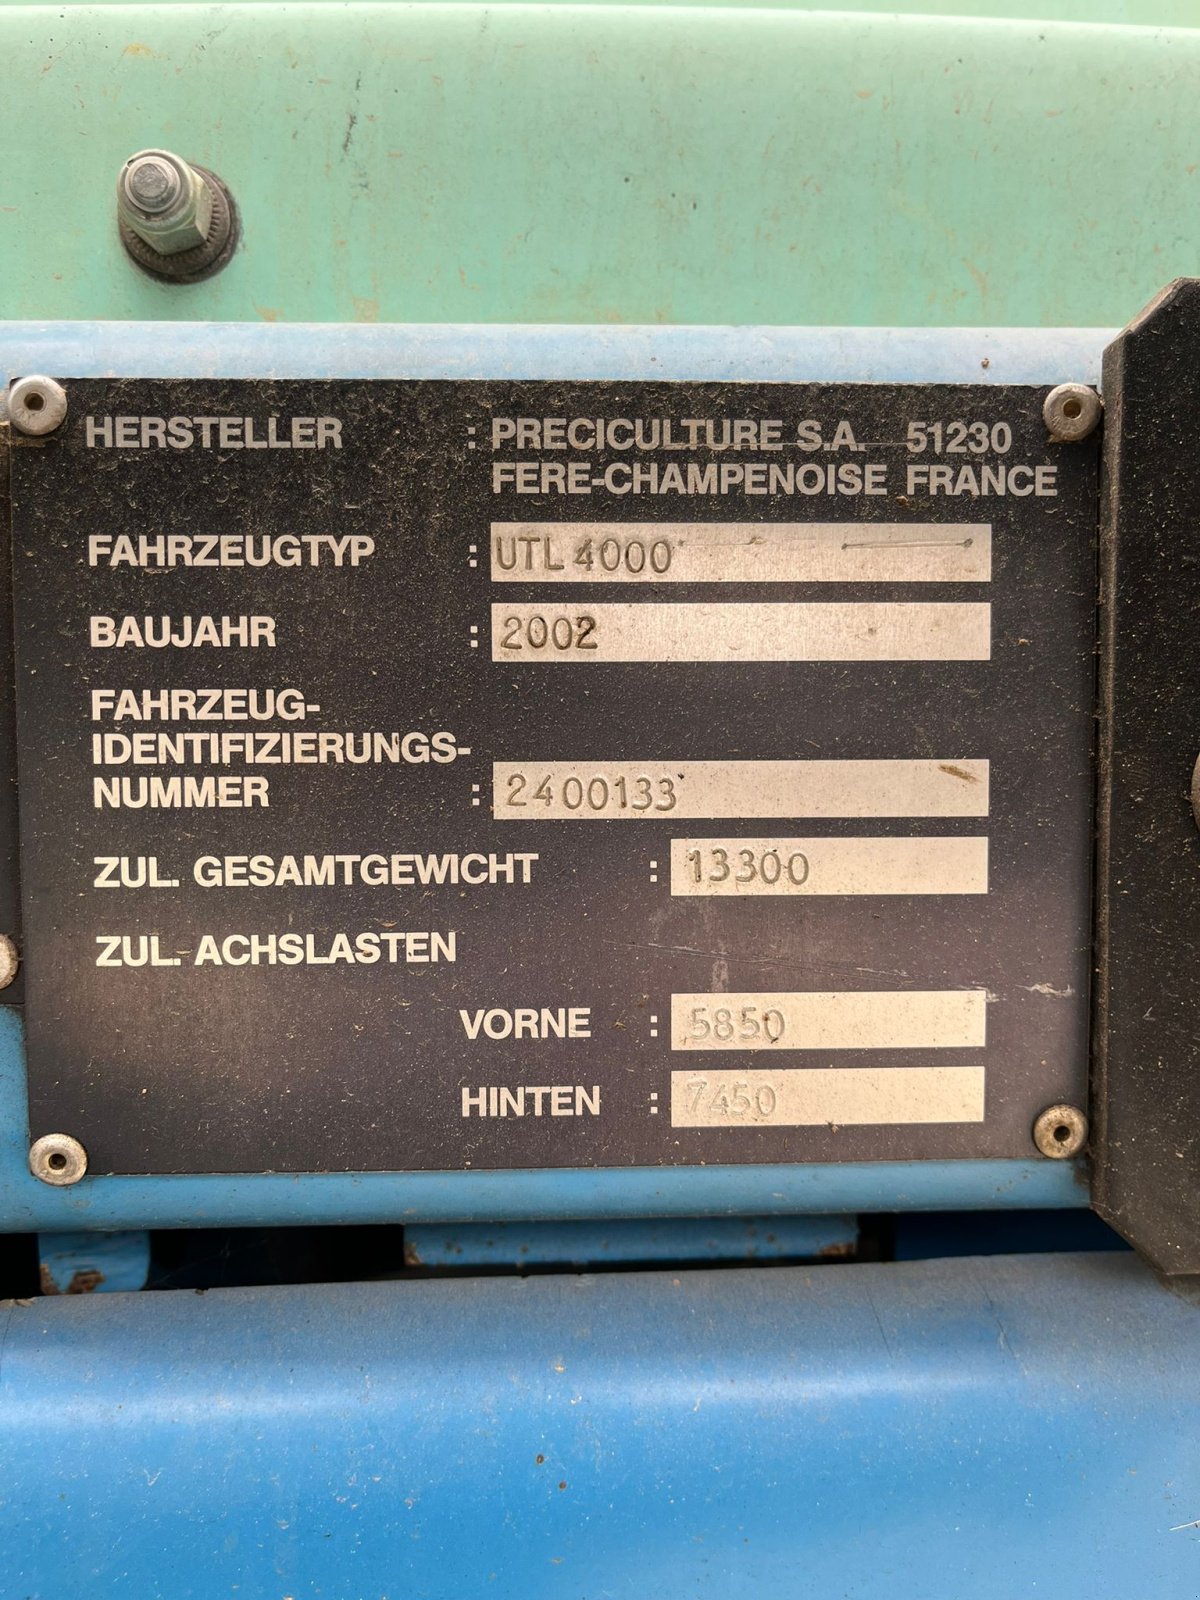 HERSTELLER : PRECICULTURE S.A. 51230
FERE-CHAMPENOISE FRANCE
FAHRZEUGTYP : UTL 4000
BAUJAHR : 2002
FAHRZEUG-
IDENTIFIZIERUNGS-
NUMMER : 2400133
ZUL. GESAMTGEWICHT : 13300
ZUL. ACHSLASTEN
VORNE : 5850
HINTEN : 7450